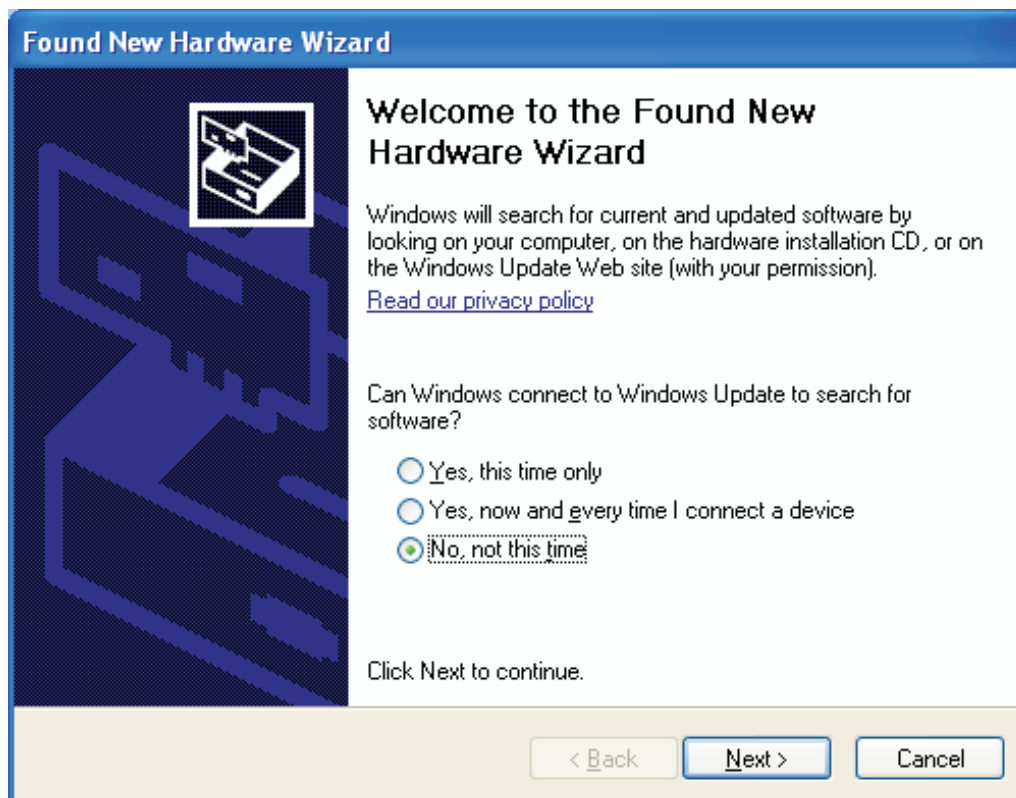 Found New Hardware Wizard
Welcome to the Found New
Hardware Wizard
Windows will search for current and updated software by
looking on your computer, on the hardware installation CD, or on
the Windows Update Web site (with your permission).
Read our privacy policy
Can Windows connect to Windows Update to search for
software?
Yes, this time only
Yes, now and every time I connect a device
No, not this time
Click Next to continue.
< Back
Next >
Cancel